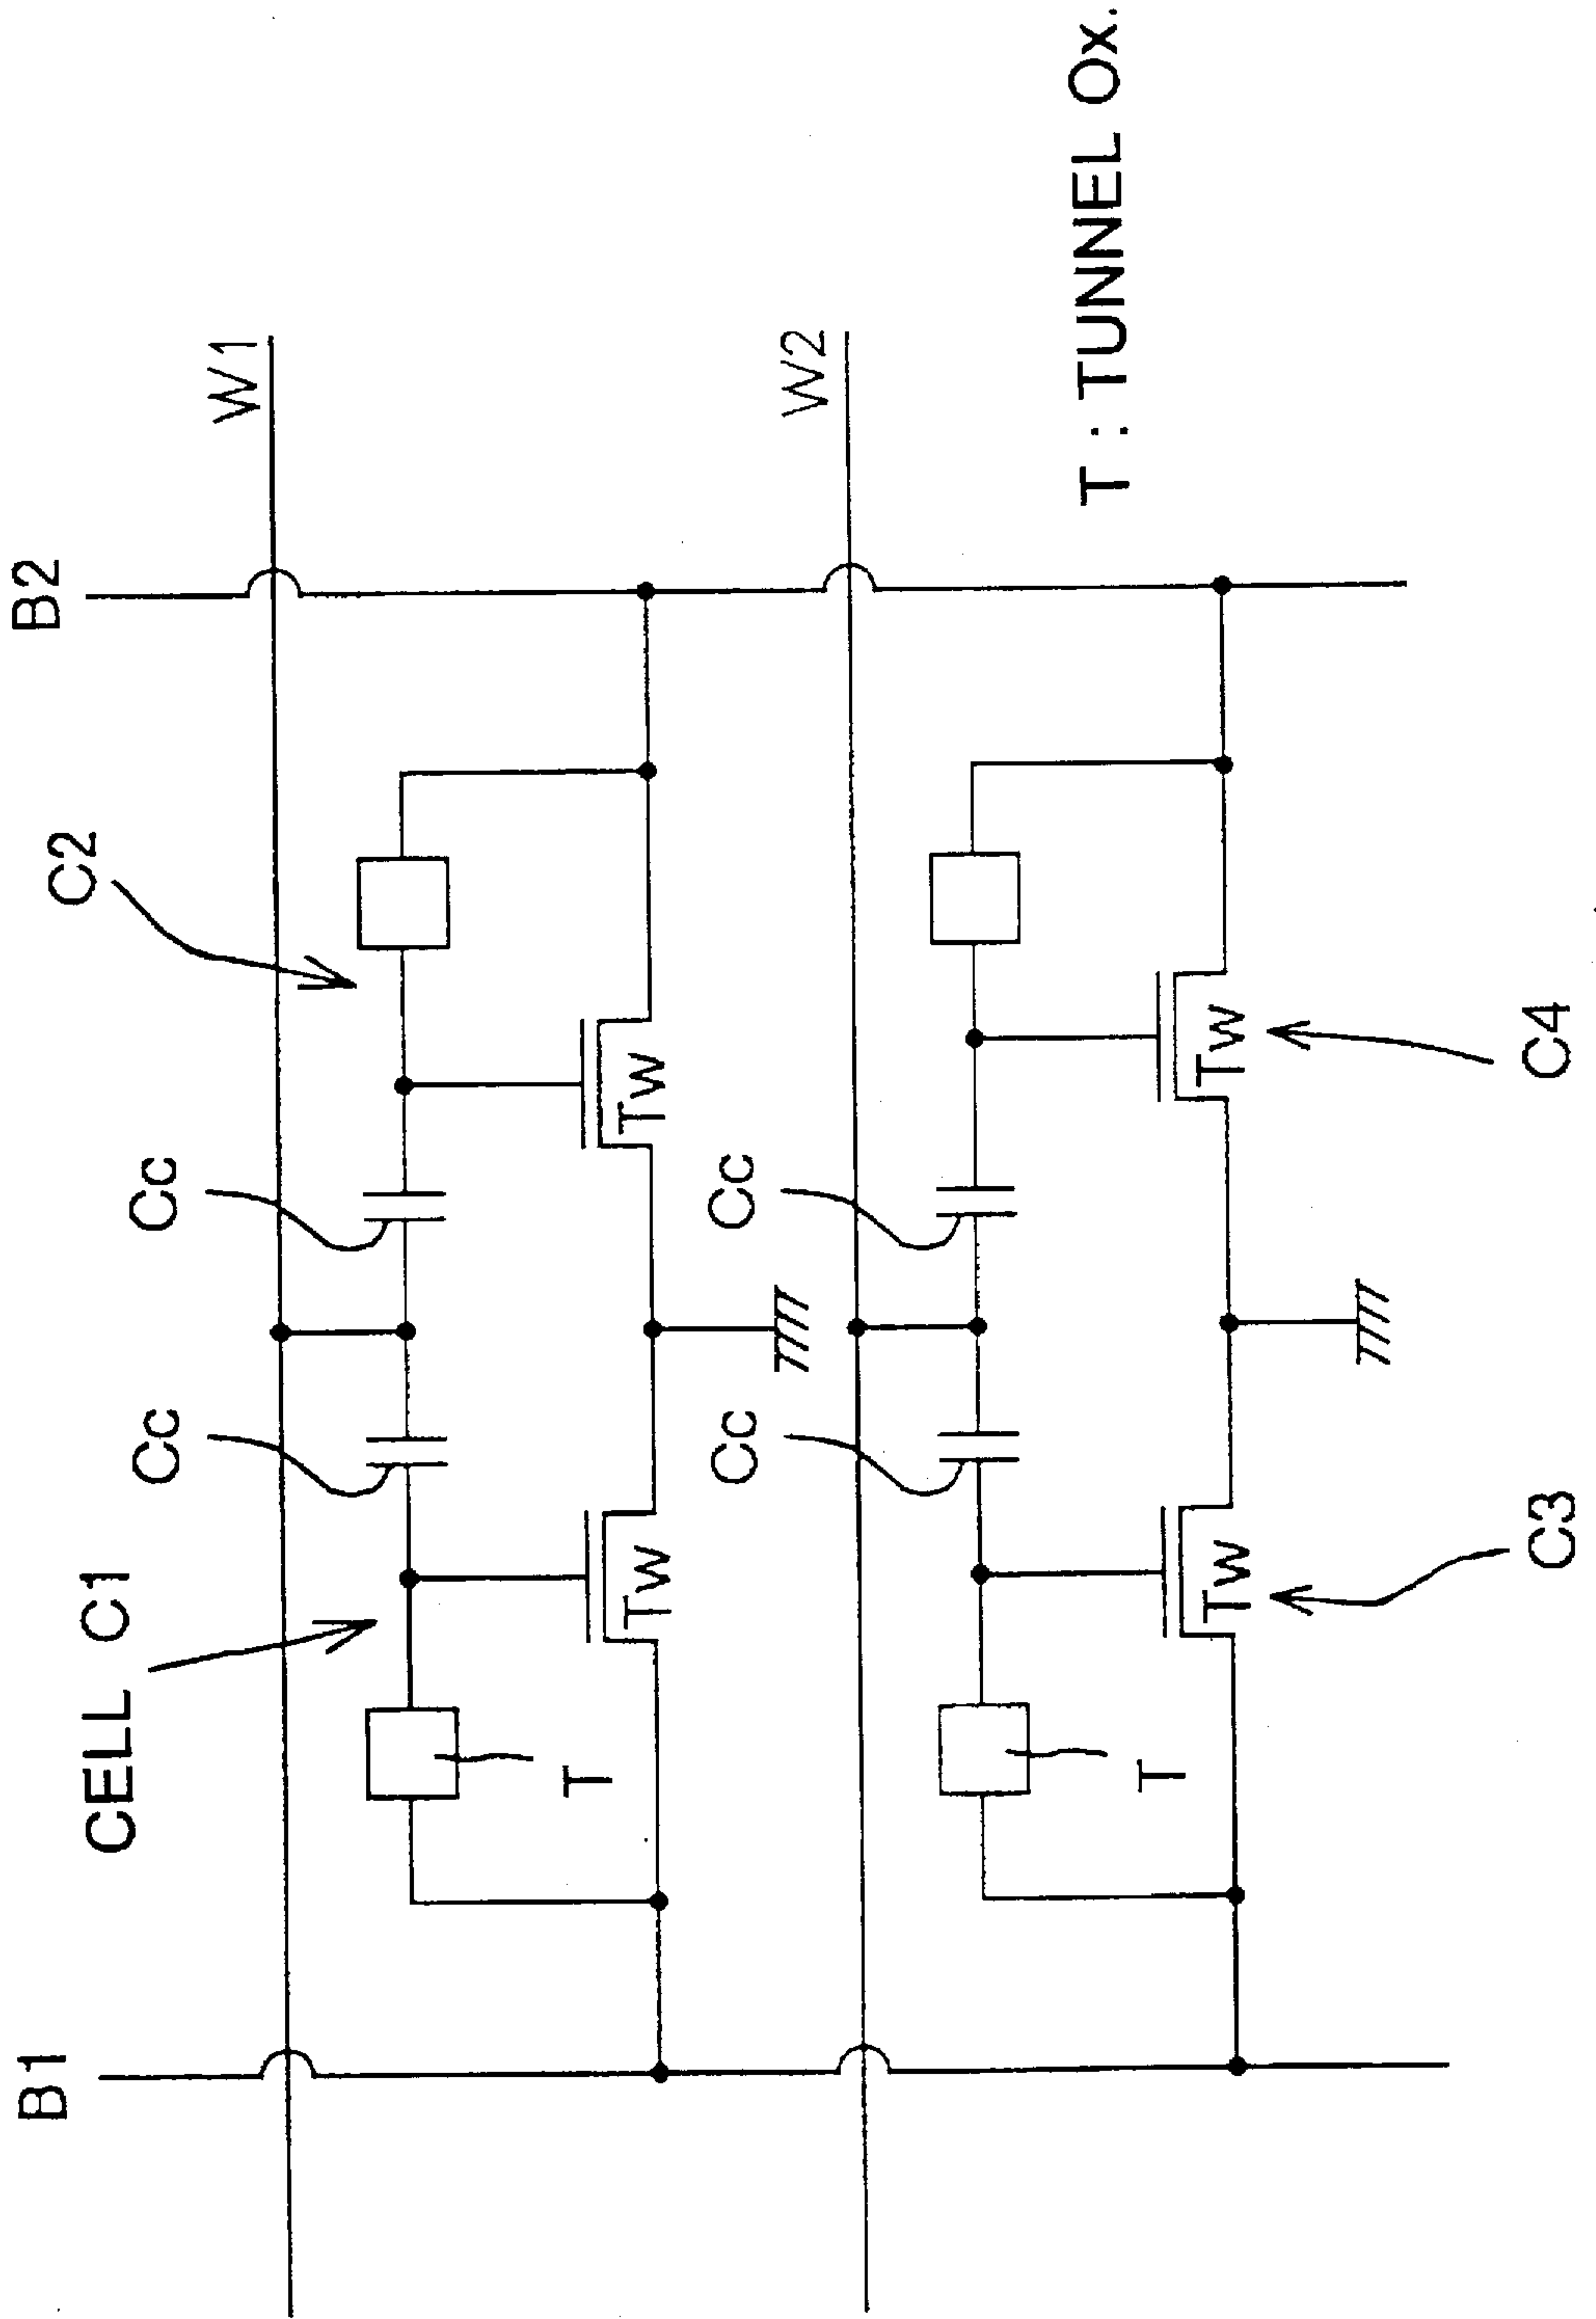 B1
B2
CELL C1
C2
Cc
Cc
W1
T
Tw
Tw
Cc
Cc
W2
T
Tw
Tw
C3
C4
T : TUNNEL Ox.